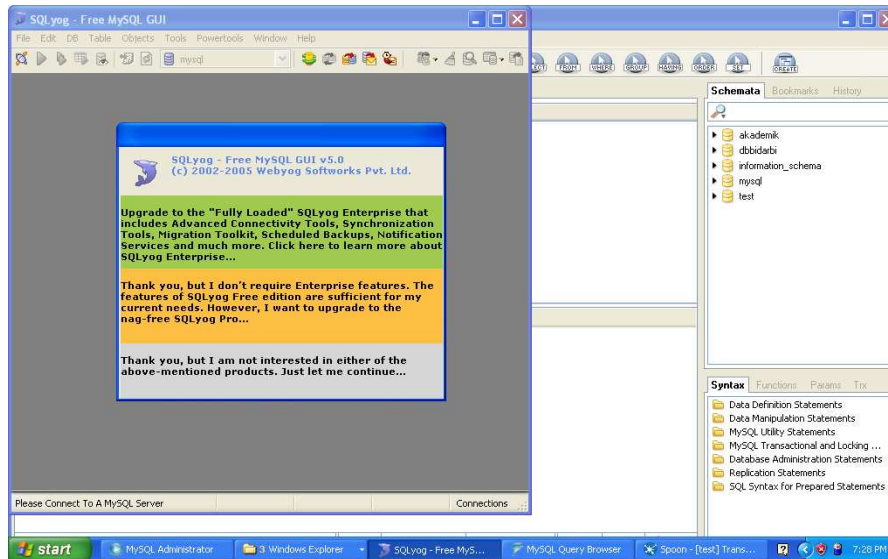 SQLyog - Free MySQL GUI
File Edit DB Table Objects Tools Powertools Window Help
mysql
SQLyog - Free MySQL GUI v5.0
(c) 2002-2005 Webyog Softworks Pvt. Ltd.
Upgrade to the "Fully Loaded" SQLyog Enterprise that
includes Advanced Connectivity Tools, Synchronization
Tools, Migration Toolkit, Scheduled Backups, Notification
Services and much more. Click here to learn more about
SQLyog Enterprise...
Thank you, but I don't require Enterprise features. The
features of SQLyog Free edition are sufficient for my
current needs. However, I want to upgrade to the
nag-free SQLyog Pro...
Thank you, but I am not interested in either of the
above-mentioned products. Just let me continue...
Please Connect To A MySQL Server
Connections
FROM WHERE GROUP HAVING ORDER SET CREATE
Schemata Bookmarks History
akademik
dbbidarbi
information_schema
mysql
test
Syntax Functions Params Trx
Data Definition Statements
Data Manipulation Statements
MySQL Utility Statements
MySQL Transactional and Locking ...
Database Administration Statements
Replication Statements
SQL Syntax for Prepared Statements
start MySQL Administrator 3 Windows Explorer SQLyog - Free MyS... MySQL Query Browser Spoon - [test] Trans... 7:28 PM